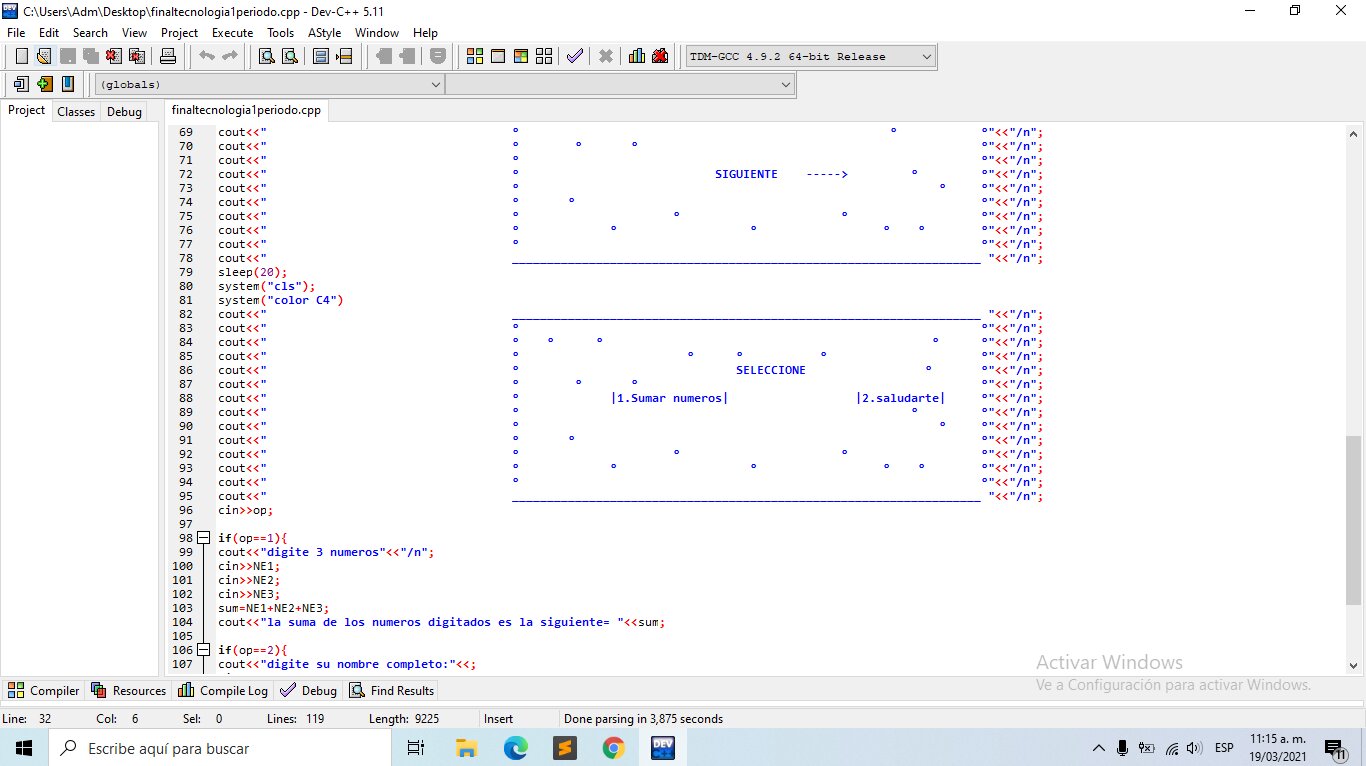 C:\Users\Adm\Desktop\finaltecnologia1periodo.cpp - Dev-C++ 5.11
File Edit Search View Project Execute Tools AStyle Window Help
TDM-GCC 4.9.2 64-bit Release
(globals)
Project Classes Debug finaltecnologia1periodo.cpp
69 cout<<" ° ° °"<<"/n";
70 cout<<" ° ° ° °"<<"/n";
71 cout<<" ° °"<<"/n";
72 cout<<" ° SIGUIENTE -----> ° °"<<"/n";
73 cout<<" ° ° °"<<"/n";
74 cout<<" ° ° °"<<"/n";
75 cout<<" ° ° ° °"<<"/n";
76 cout<<" ° ° ° ° ° °"<<"/n";
77 cout<<" ° °"<<"/n";
78 cout<<" ___________________________________________________________________ "<<"/n";
79 sleep(20);
80 system("cls");
81 system("color C4")
82 cout<<" ___________________________________________________________________ "<<"/n";
83 cout<<" ° °"<<"/n";
84 cout<<" ° ° ° ° °"<<"/n";
85 cout<<" ° ° ° ° °"<<"/n";
86 cout<<" ° SELECCIONE ° °"<<"/n";
87 cout<<" ° ° ° °"<<"/n";
88 cout<<" ° |1.Sumar numeros| |2.saludarte| °"<<"/n";
89 cout<<" ° ° °"<<"/n";
90 cout<<" ° ° °"<<"/n";
91 cout<<" ° ° °"<<"/n";
92 cout<<" ° ° ° °"<<"/n";
93 cout<<" ° ° ° ° ° °"<<"/n";
94 cout<<" ° °"<<"/n";
95 cout<<" ___________________________________________________________________ "<<"/n";
96 cin>>op;
97
98 if(op==1){
99 cout<<"digite 3 numeros"<<"/n";
100 cin>>NE1;
101 cin>>NE2;
102 cin>>NE3;
103 sum=NE1+NE2+NE3;
104 cout<<"la suma de los numeros digitados es la siguiente= "<<sum;
105
106 if(op==2){
107 cout<<"digite su nombre completo:"<<;
Activar Windows
Ve a Configuración para activar Windows.
Compiler Resources Compile Log Debug Find Results
Line: 32 Col: 6 Sel: 0 Lines: 119 Length: 9225 Insert Done parsing in 3,875 seconds
Escribe aquí para buscar
ESP
11:15 a. m.
19/03/2021
11